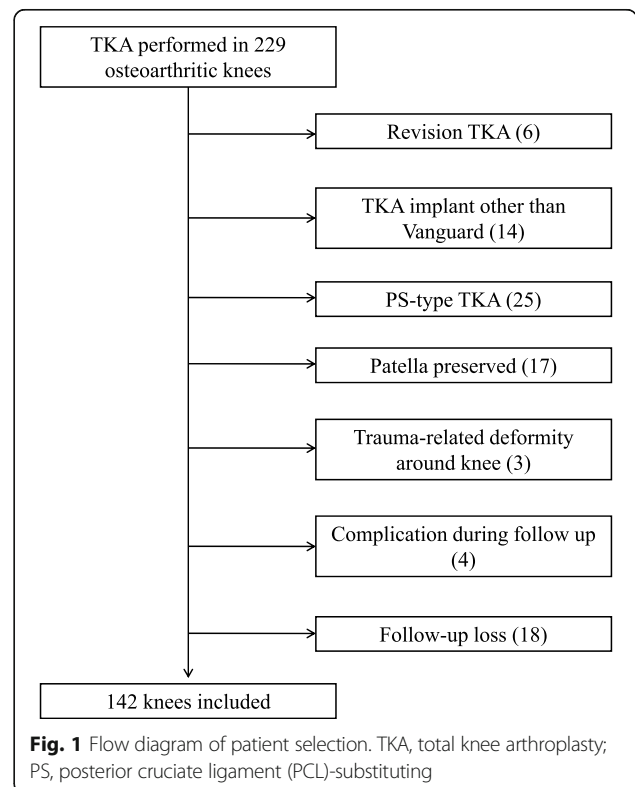 TKA performed in 229
osteoarthritic knees
Revision TKA (6)
TKA implant other than
Vanguard (14)
PS-type TKA (25)
Patella preserved (17)
Trauma-related deformity
around knee (3)
Complication during follow up
(4)
Follow-up loss (18)
142 knees included
Fig. 1 Flow diagram of patient selection. TKA, total knee arthroplasty;
PS, posterior cruciate ligament (PCL)-substituting